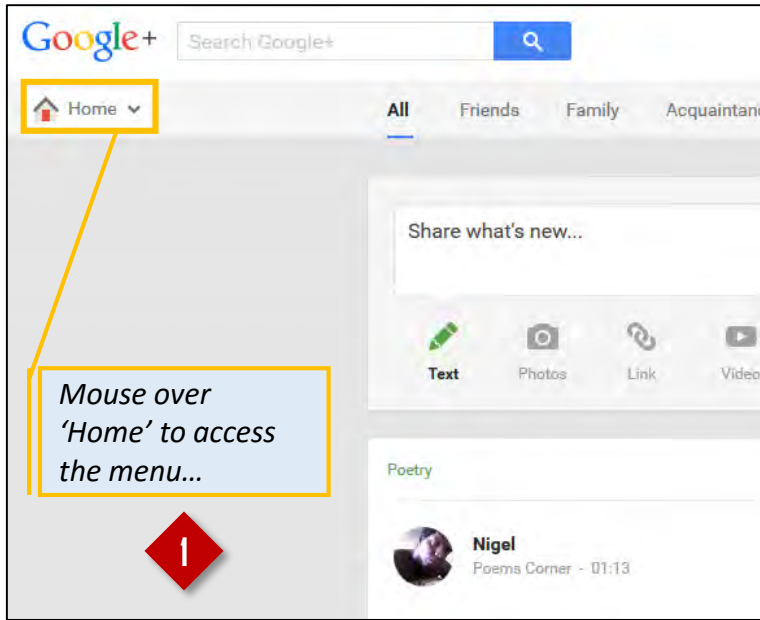 Google+ Search Google+
Home
All Friends Family Acquaintanc
Share what's new...
Text Photos Link Video
Mouse over
‘Home’ to access
the menu…
Poetry
Nigel
Poems Corner - 01:13
1